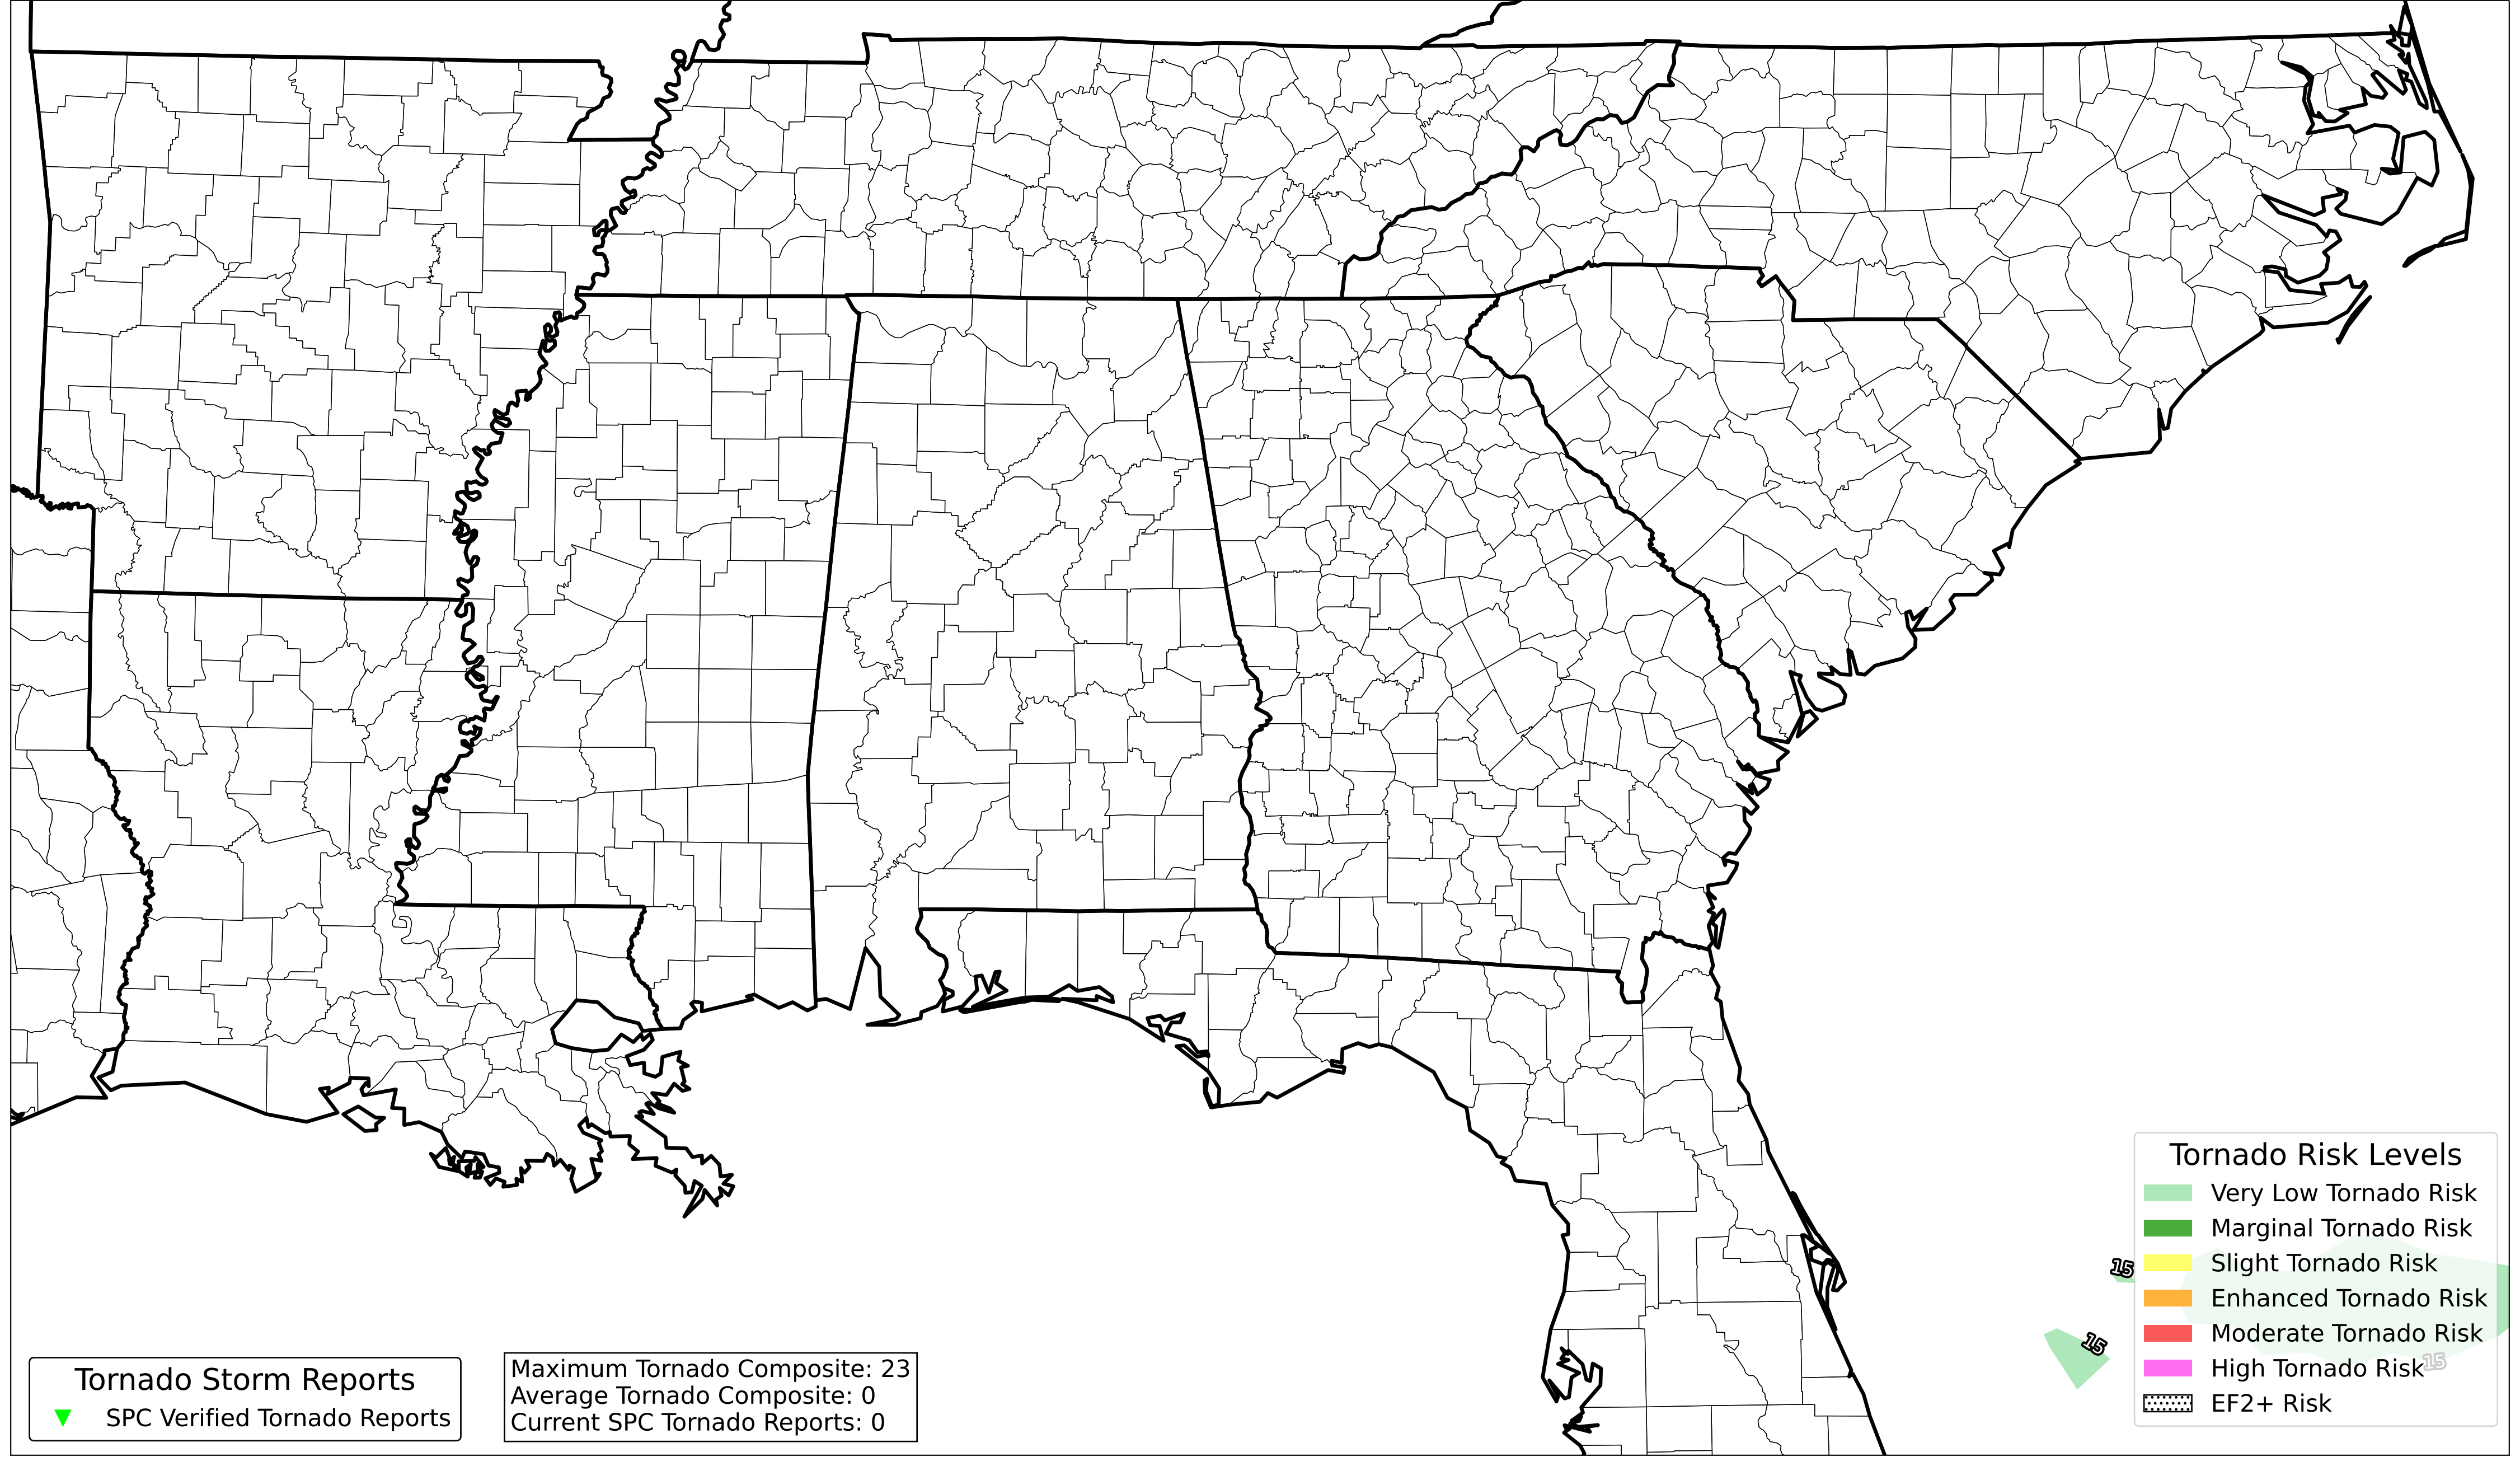 Tornado Risk Levels
Very Low Tornado Risk
Marginal Tornado Risk
15
Slight Tornado Risk
Enhanced Tornado Risk
Moderate Tornado Risk
15
High Tornado Risk
15
EF2+ Risk
Tornado Storm Reports
SPC Verified Tornado Reports
Maximum Tornado Composite: 23
Average Tornado Composite: 0
Current SPC Tornado Reports: 0